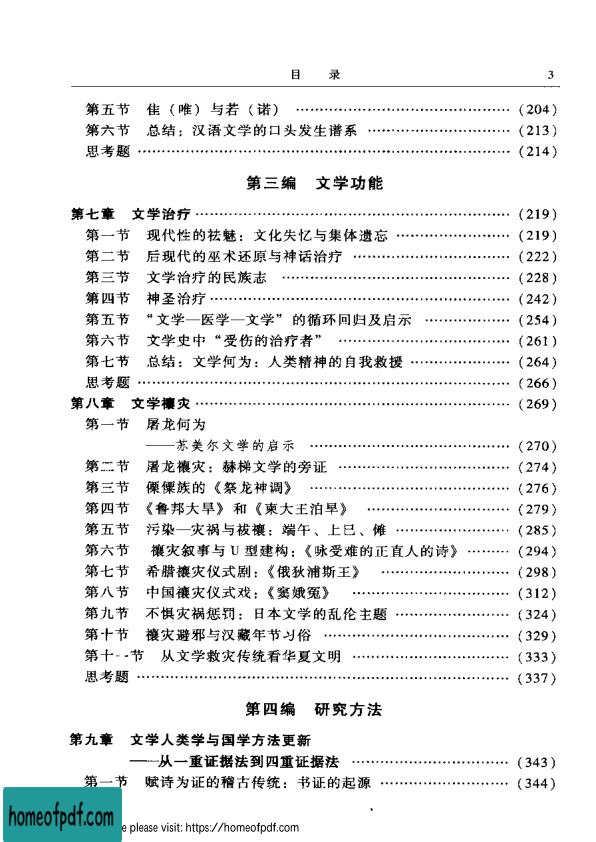 目 录 3
第五节 隹（唯）与若（诺） …………………………………… (204)
第六节 总结：汉语文学的口头发生谱系 ……………………… (213)
思考题 ……………………………………………………………… (214)
第三编 文学功能
第七章 文学治疗 …………………………………………………… (219)
第一节 现代性的祛魅：文化失忆与集体遗忘 ………………… (219)
第二节 后现代的巫术还原与神话治疗 ………………………… (222)
第三节 文学治疗的民族志 ……………………………………… (228)
第四节 神圣治疗 ………………………………………………… (242)
第五节 “文学—医学—文学”的循环回归及启示 …………… (254)
第六节 文学史中“受伤的治疗者” …………………………… (261)
第七节 总结：文学何为：人类精神的自我救援 ……………… (264)
思考题 ……………………………………………………………… (266)
第八章 文学禳灾 …………………………………………………… (269)
第一节 屠龙何为
——苏美尔文学的启示 ………………………………… (270)
第二节 屠龙禳灾：赫梯文学的旁证 …………………………… (274)
第三节 傈僳族的《祭龙神调》 ………………………………… (276)
第四节 《鲁邦大旱》和《柬大王泊旱》 ……………………… (279)
第五节 污染—灾祸与祓禳：端午、上巳、傩 ………………… (285)
第六节 禳灾叙事与U型建构：《咏受难的正直人的诗》 ……… (294)
第七节 希腊禳灾仪式剧：《俄狄浦斯王》 …………………… (298)
第八节 中国禳灾仪式戏：《窦娥冤》 ………………………… (312)
第九节 不惧灾祸惩罚：日本文学的乱伦主题 ………………… (324)
第十节 禳灾避邪与汉藏年节习俗 ……………………………… (329)
第十一节 从文学救灾传统看华夏文明 ………………………… (333)
思考题 ……………………………………………………………… (337)
第四编 研究方法
第九章 文学人类学与国学方法更新
——从一重证据法到四重证据法 ………………………… (343)
第一节 赋诗为证的稽古传统：书证的起源 …………………… (344)
homeofpdf.com
e please visit: https://homeofpdf.com